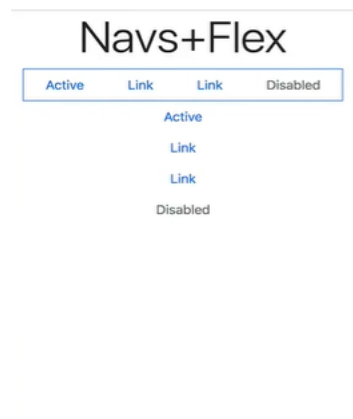 Navs+Flex
Active Link Link Disabled
Active
Link
Link
Disabled